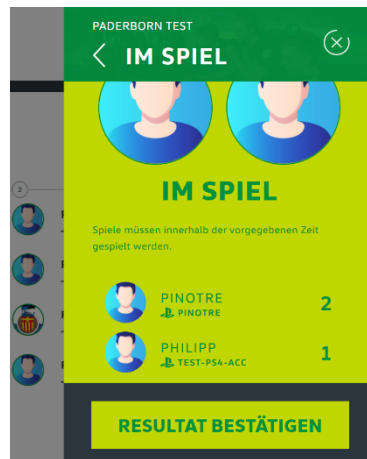 PADERBORN TEST
IM SPIEL
IM SPIEL
Spiele müssen innerhalb der vorgegebenen Zeit
gespielt werden.
2
PINOTRE 2
PINOTRE
PHILIPP 1
TEST-PS4-ACC
RESULTAT BESTÄTIGEN